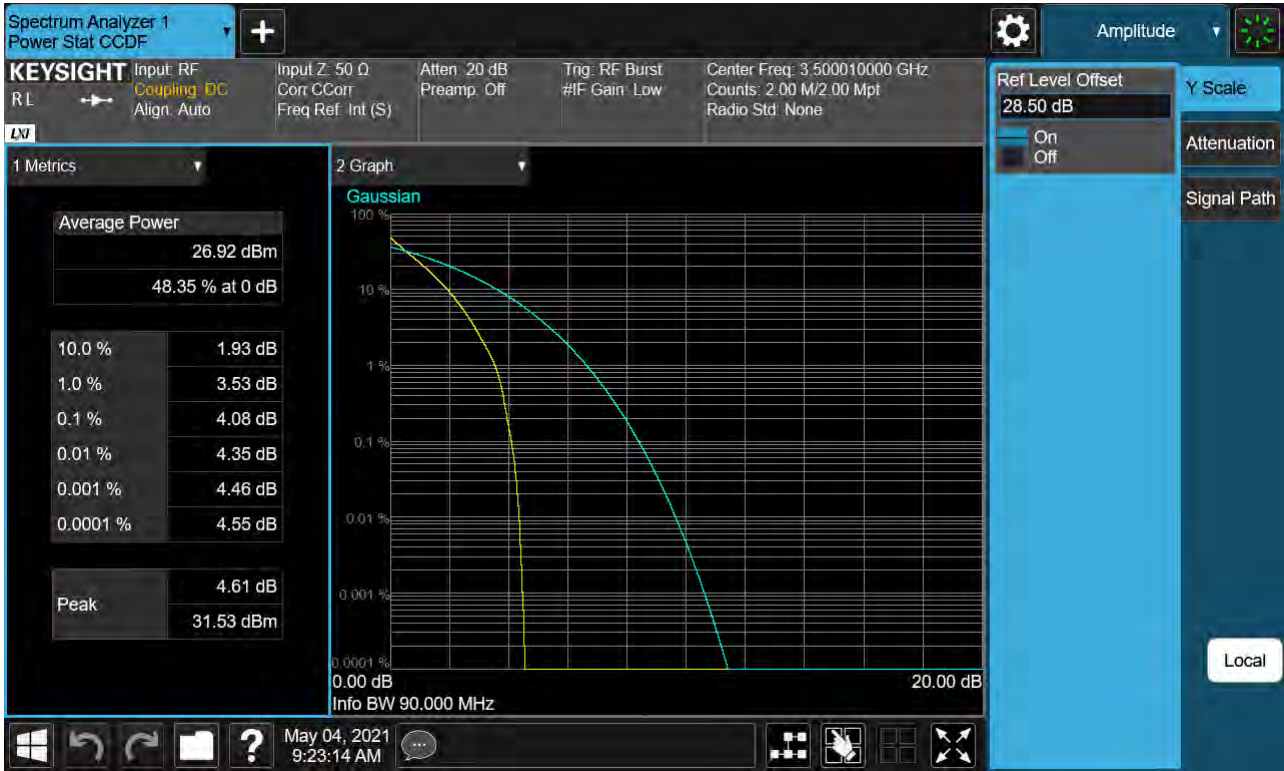 Spectrum Analyzer 1
Power Stat CCDF
+
Amplitude
KEYSIGHT
RL
LXI
Input: RF
Coupling: DC
Align: Auto
Input Z: 50 Ω
Corr CCorr
Freq Ref: Int (S)
Atten: 20 dB
Preamp: Off
Trig: RF Burst
#IF Gain: Low
Center Freq: 3.500010000 GHz
Counts: 2.00 M/2.00 Mpt
Radio Std: None
Ref Level Offset
28.50 dB
On
Off
Y Scale
Attenuation
Signal Path
Local
1 Metrics
Average Power
26.92 dBm
48.35 % at 0 dB
10.0 % 1.93 dB
1.0 % 3.53 dB
0.1 % 4.08 dB
0.01 % 4.35 dB
0.001 % 4.46 dB
0.0001 % 4.55 dB
Peak
4.61 dB
31.53 dBm
2 Graph
Gaussian
100 %
10 %
1 %
0.1 %
0.01 %
0.001 %
0.0001 %
0.00 dB 20.00 dB
Info BW 90.000 MHz
?
May 04, 2021
9:23:14 AM